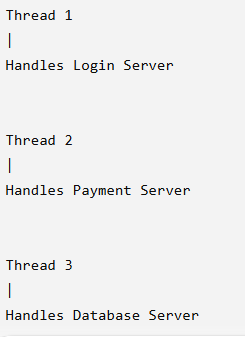 Thread 1
|
Handles Login Server
Thread 2
|
Handles Payment Server
Thread 3
|
Handles Database Server